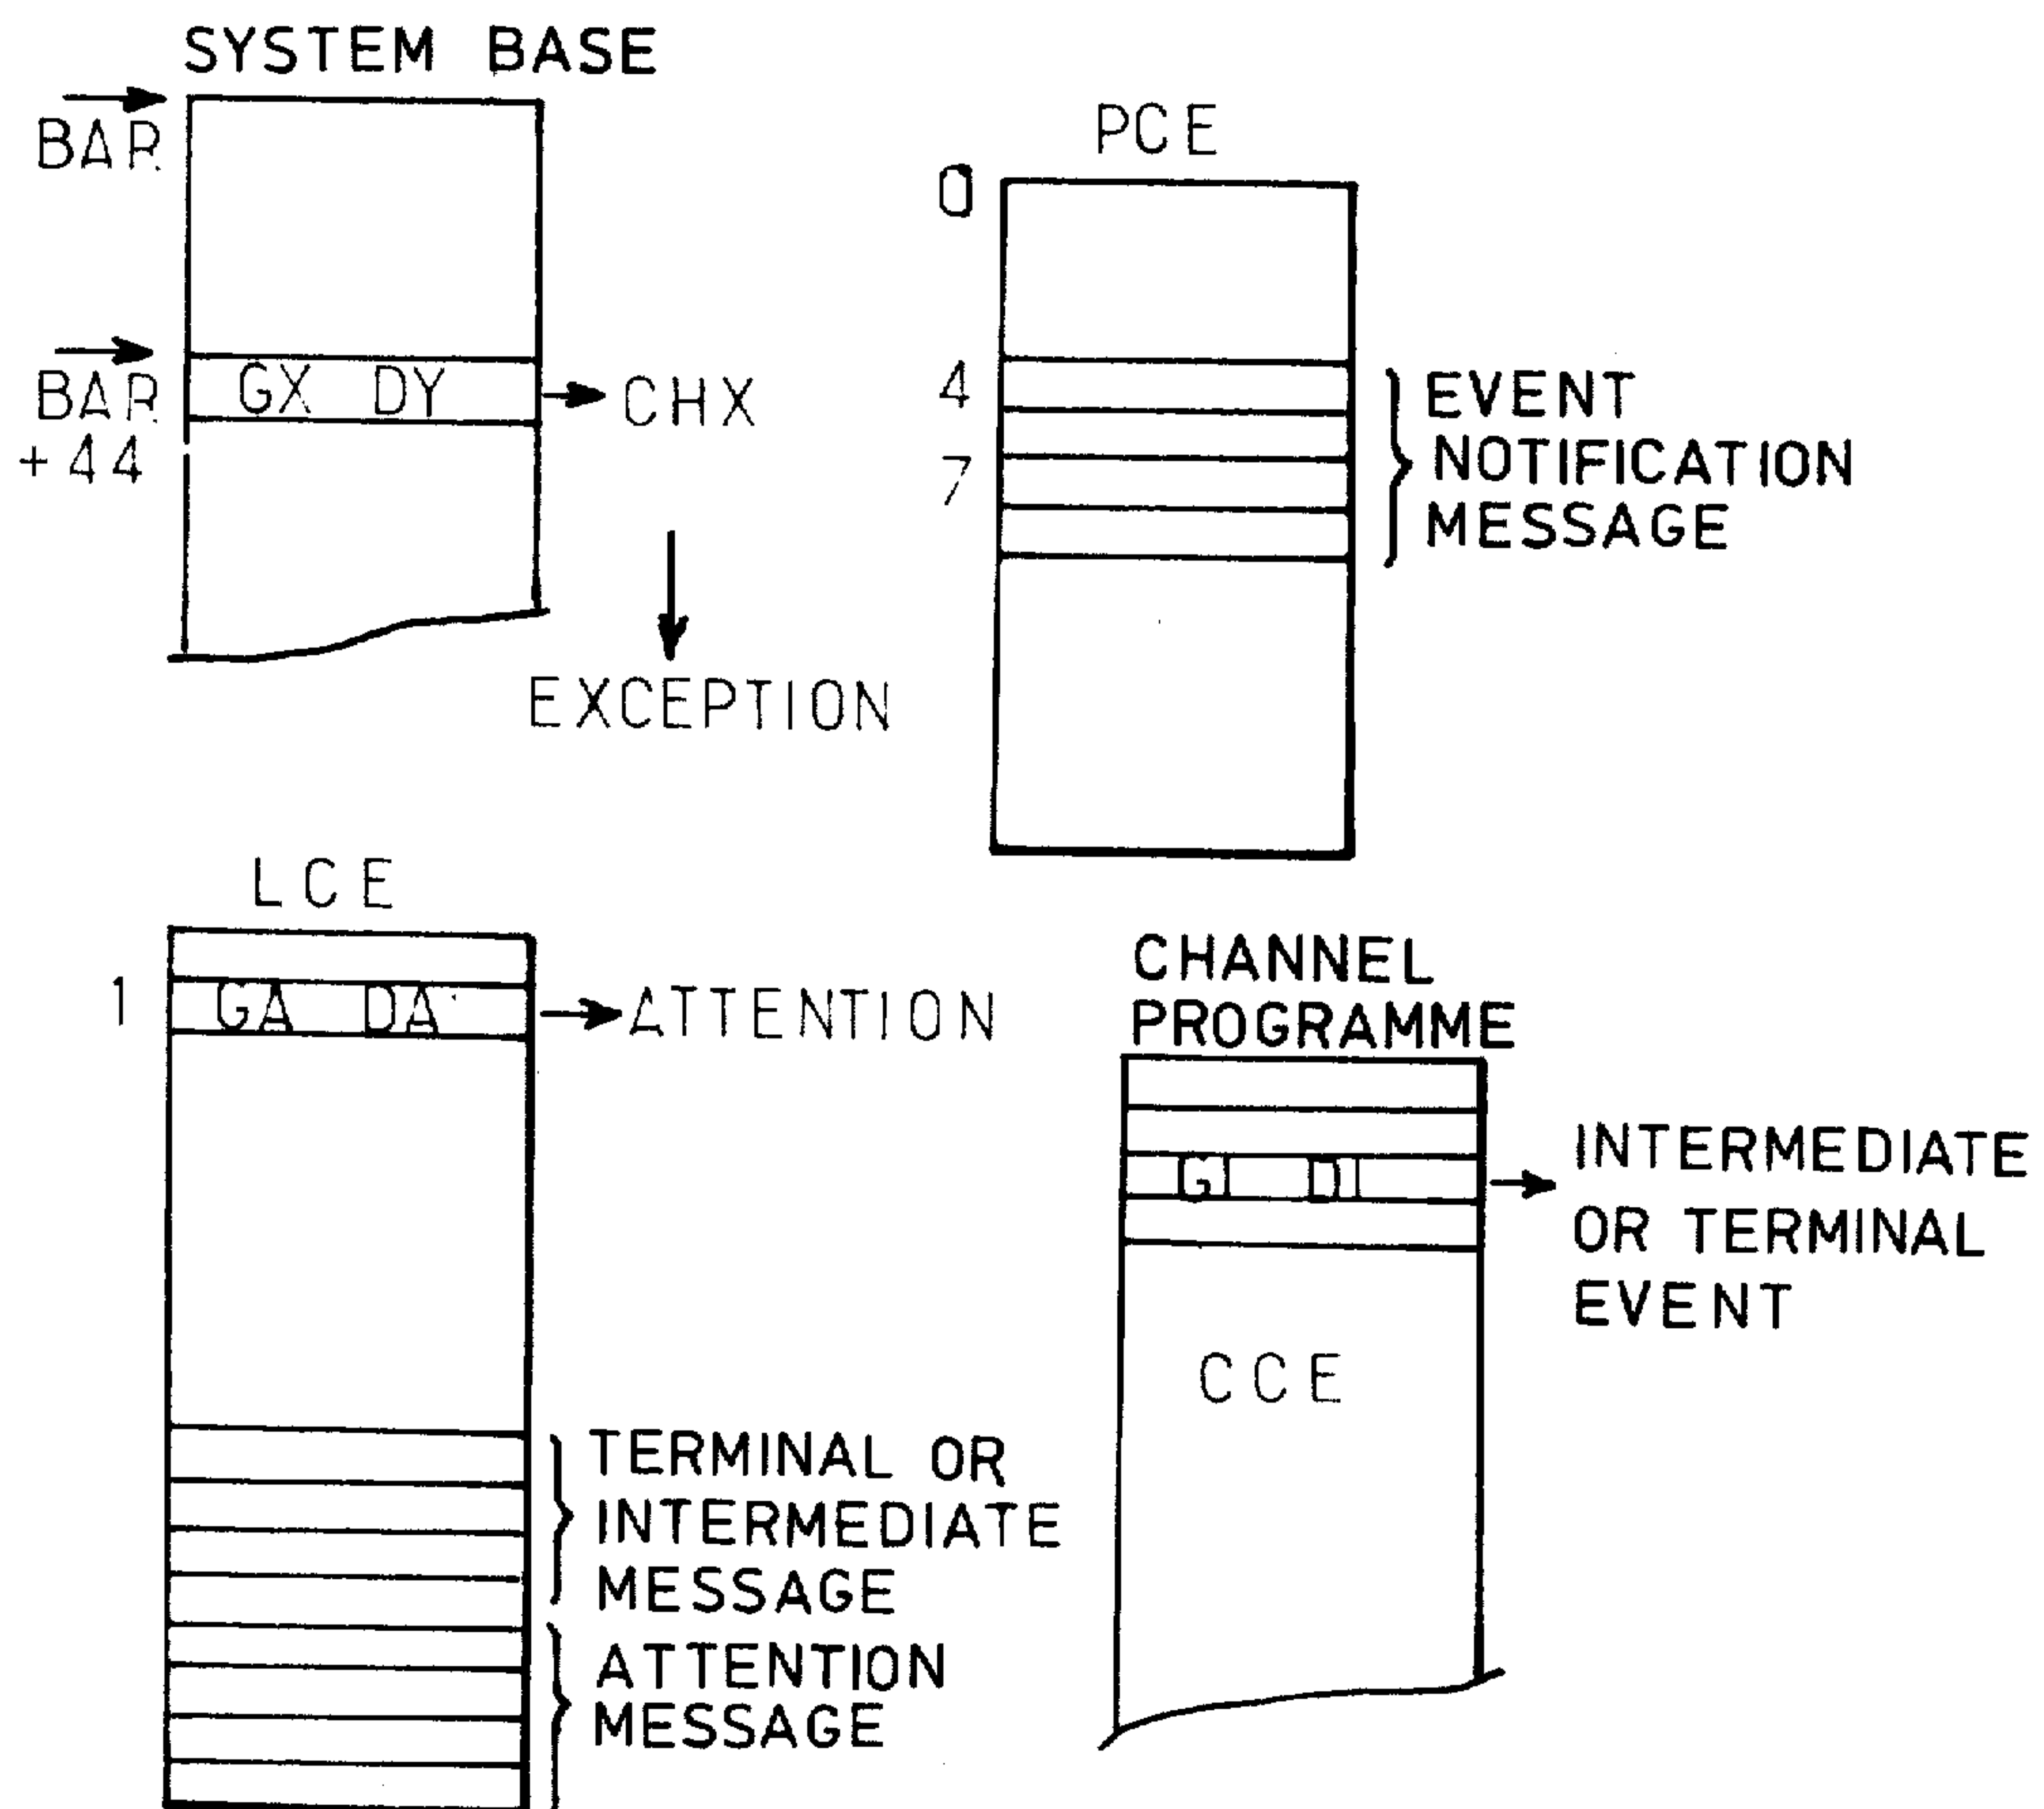 SYSTEM BASE
BAR
BAR
+44
GX DY
CHX
EXCEPTION
PCE
0
4
7
EVENT
NOTIFICATION
MESSAGE
LCE
1
GA DA
ATTENTION
TERMINAL OR
INTERMEDIATE
MESSAGE
ATTENTION
MESSAGE
CHANNEL
PROGRAMME
GI DI
INTERMEDIATE
OR TERMINAL
EVENT
CCE